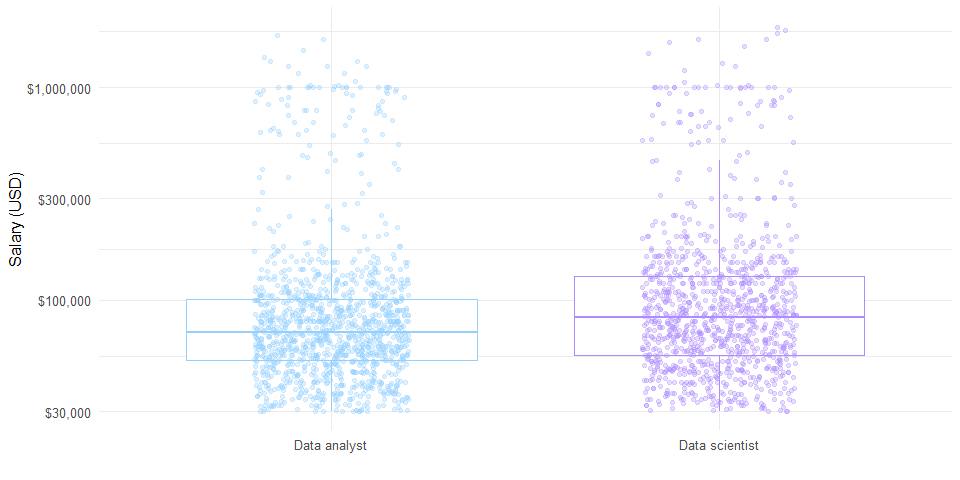 Salary (USD)
$1,000,000
$300,000
$100,000
$30,000
Data analyst
Data scientist